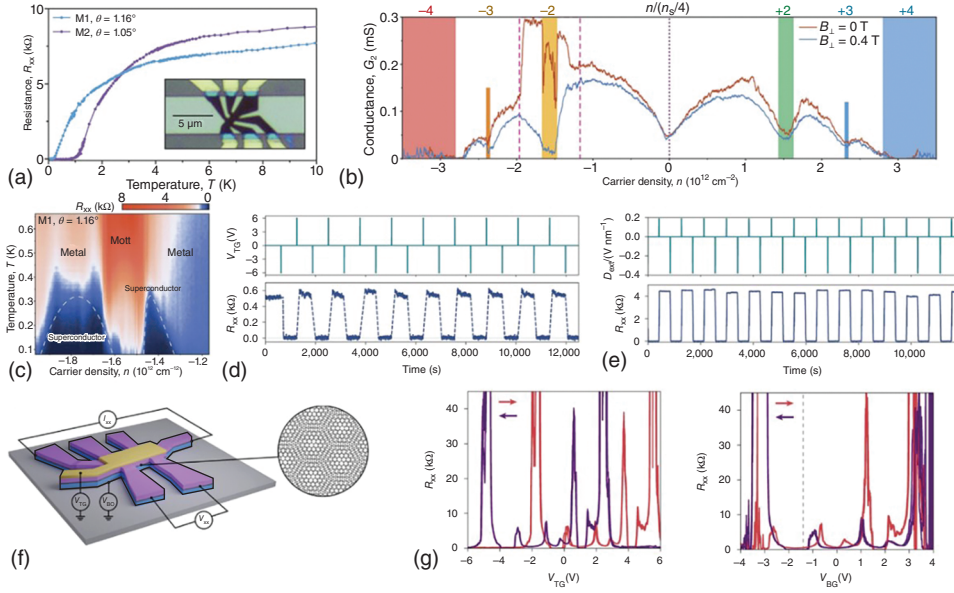 M1, θ = 1.16°
M2, θ = 1.05°
Resistance, Rxx (kΩ)
10
5
0
5 μm
0 1 2 3 4 5 6 7 8 9 10
Temperature, T (K)
(a)
−4 −3 −2 n/(ns/4) +2 +3 +4
B⊥ = 0 T
B⊥ = 0.4 T
Conductance, G2 (mS)
0.3
0.2
0.1
0
−3 −2 −1 0 1 2 3
Carrier density, n (10¹² cm⁻²)
(b)
Rxx (kΩ)
8 4 0
M1, θ = 1.16°
Metal
Mott
Metal
Superconductor
Superconductor
Temperature, T (K)
0.6
0.5
0.4
0.3
0.2
0.1
−1.8 −1.6 −1.4 −1.2
Carrier density, n (10¹² cm⁻¹²)
(c)
VTG(V)
6
3
0
−3
−6
Rxx (kΩ)
0.6
0.4
0.2
0.0
0 2,000 4,000 6,000 8,000 10,000 12,000
Time (s)
(d)
Dext/(V nm⁻¹)
0.2
0.0
−0.2
−0.4
Rxx (kΩ)
4
2
0
0 2,000 4,000 6,000 8,000 10,000
Time (s)
(e)
Ixx
VTG
VBG
Vxx
(f)
Rxx (kΩ)
40
30
20
10
0
−6 −4 −2 0 2 4 6
VTG(V)
(g)
Rxx (kΩ)
40
30
20
10
0
−4 −3 −2 −1 0 1 2 3 4
VBG(V)